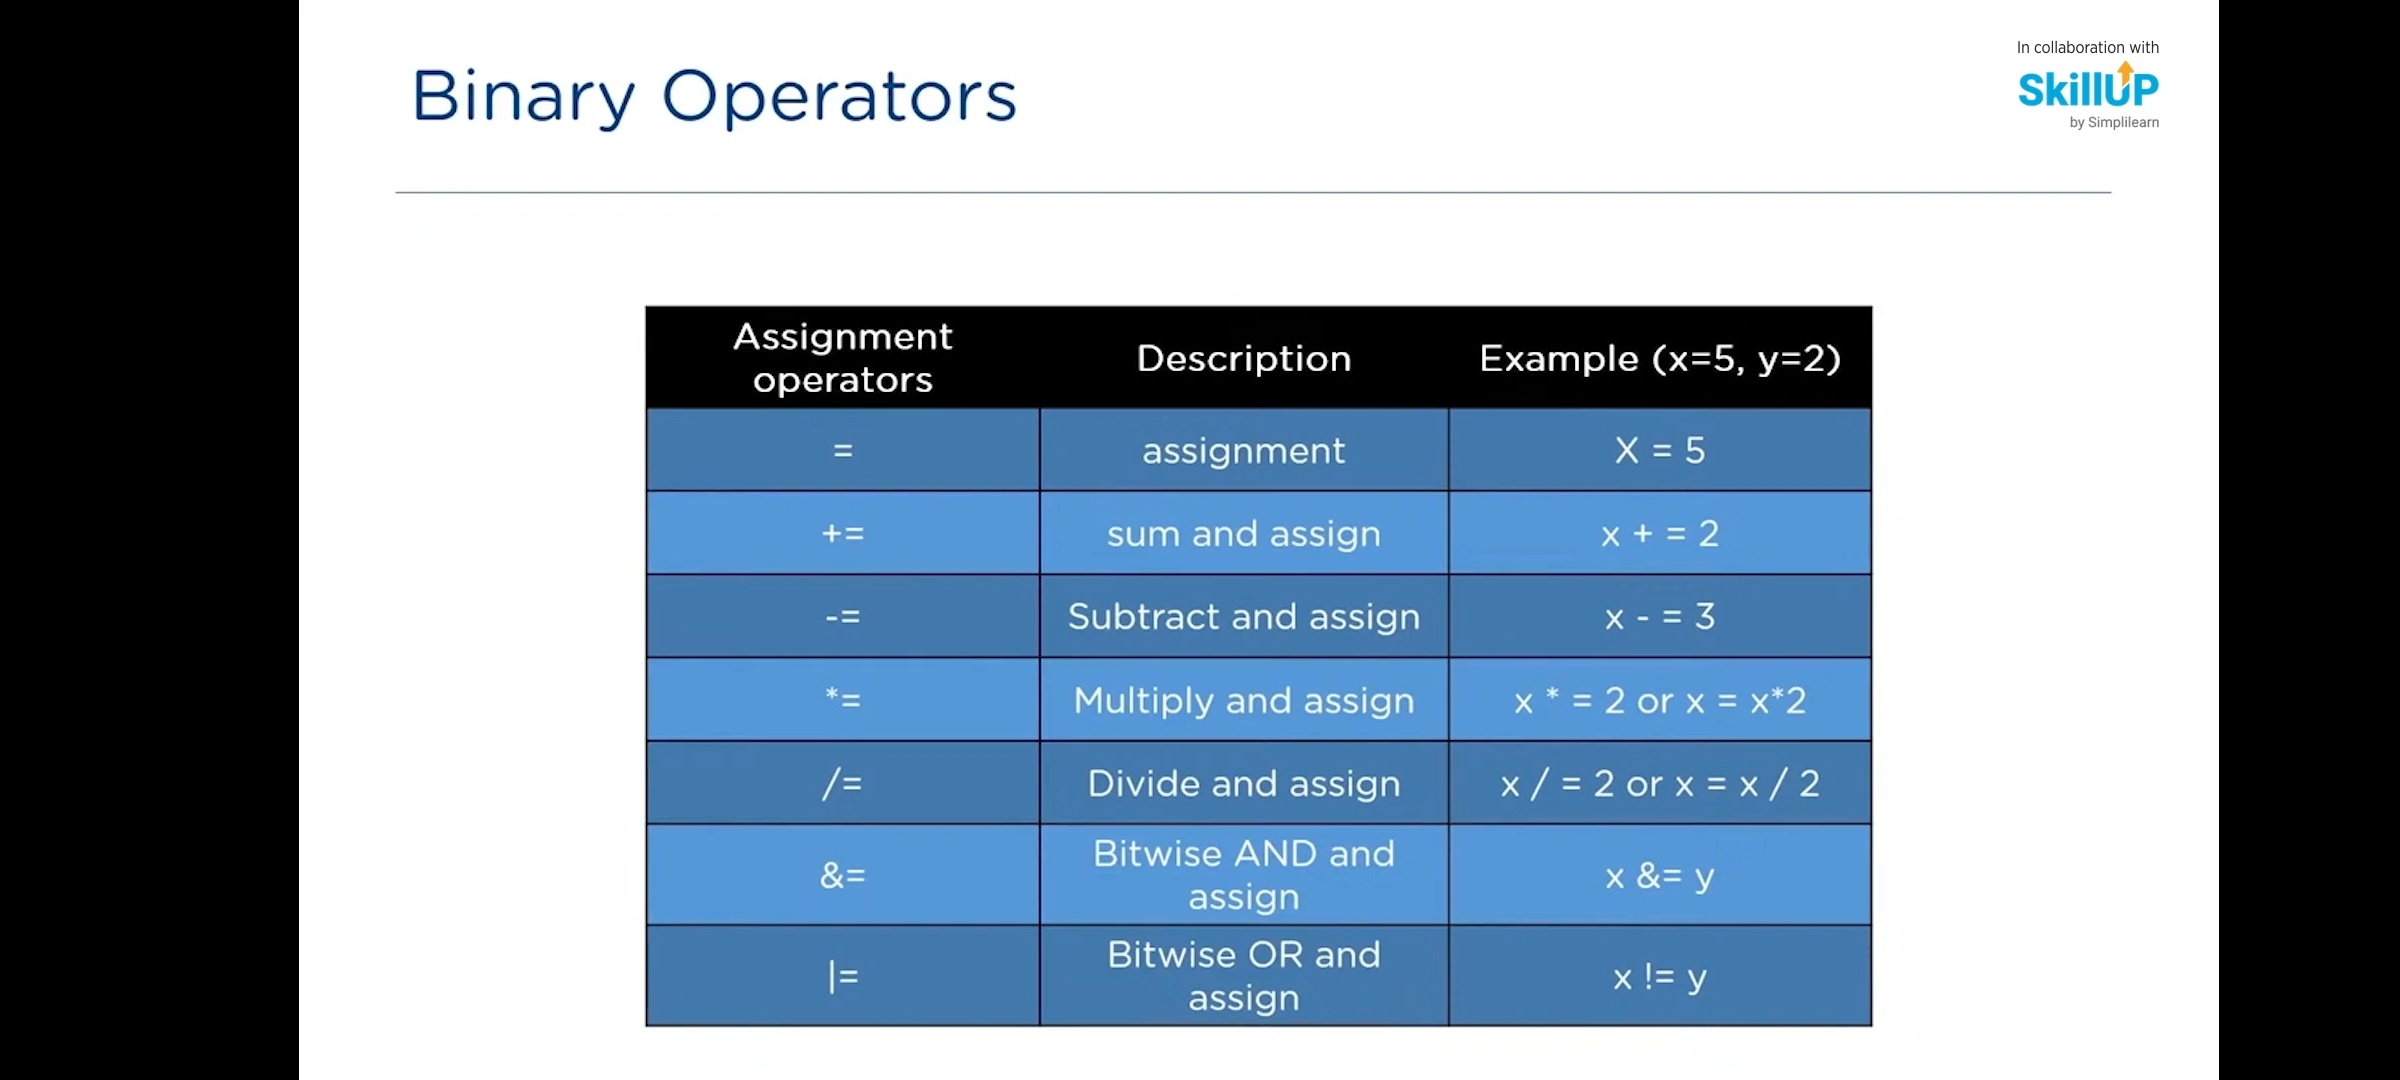 Binary Operators
In collaboration with
SkillUP
by Simplilearn
Assignment
operators
Description
Example (x=5, y=2)
=
assignment
X = 5
+=
sum and assign
x + = 2
-=
Subtract and assign
x - = 3
*=
Multiply and assign
x * = 2 or x = x*2
/=
Divide and assign
x / = 2 or x = x / 2
&=
Bitwise AND and
assign
x &= y
|=
Bitwise OR and
assign
x != y